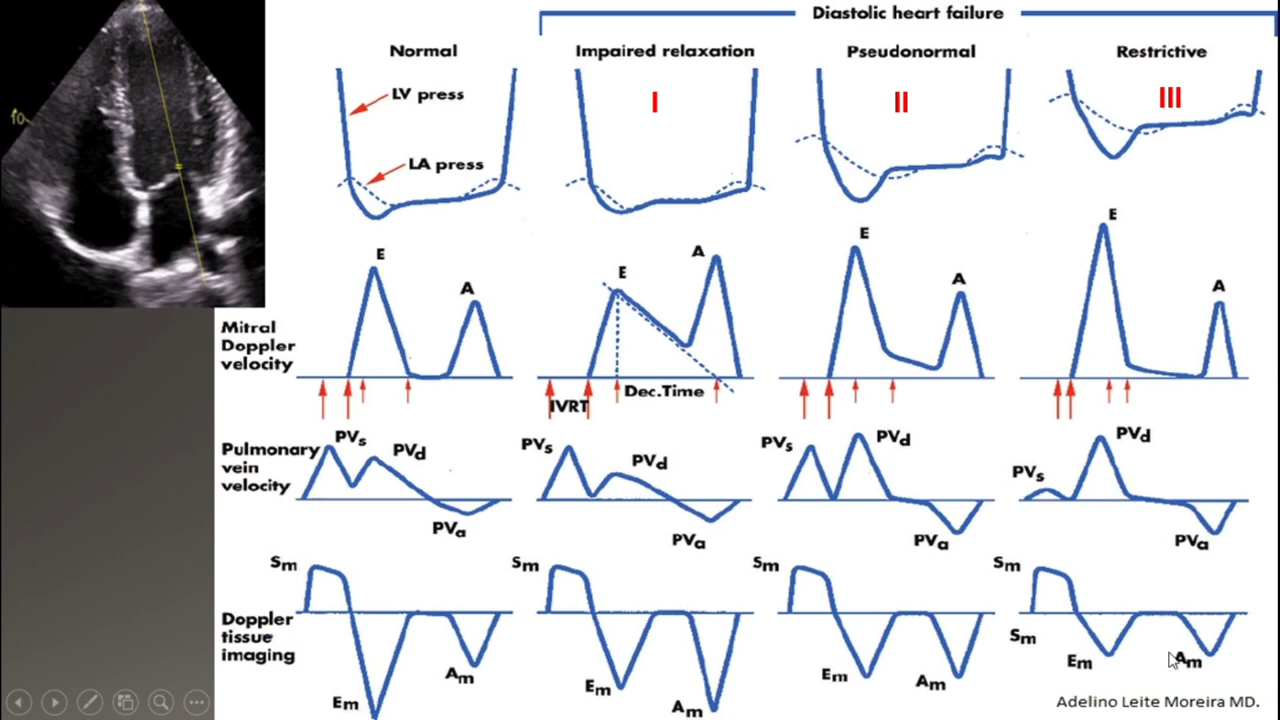 Diastolic heart failure
Normal
Impaired relaxation
Pseudonormal
Restrictive
fo
LV press
LA press
I
II
III
Mitral
Doppler
velocity
E
A
E
A
E
A
E
A
IVRT
Dec.Time
Pulmonary
vein
velocity
PVs
PVd
PVa
PVs
PVd
PVa
PVs
PVd
PVa
PVs
PVd
PVa
Doppler
tissue
imaging
Sm
Em
Am
Sm
Em
Am
Sm
Em
Am
Sm
Sm
Em
Am
Adelino Leite Moreira MD.